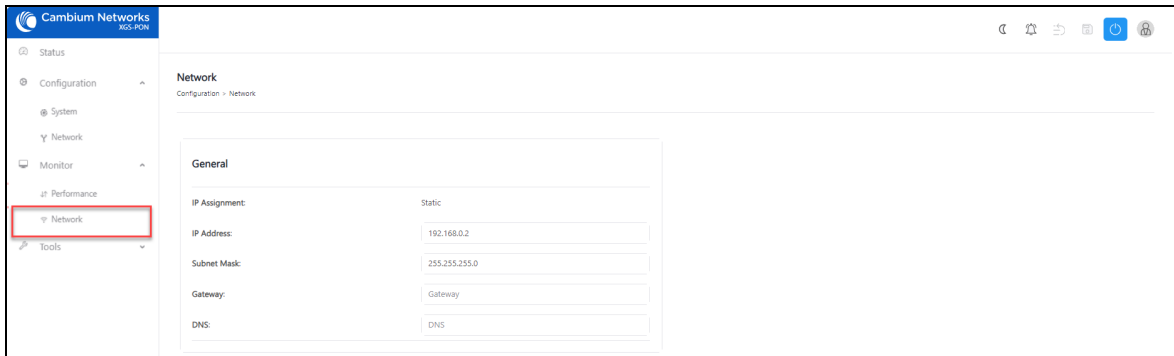 Cambium Networks
XGS-PON
Status
Configuration
System
Network
Monitor
Performance
Network
Tools
Network
Configuration > Network
General
IP Assignment: Static
IP Address: 192.168.0.2
Subnet Mask: 255.255.255.0
Gateway: Gateway
DNS: DNS